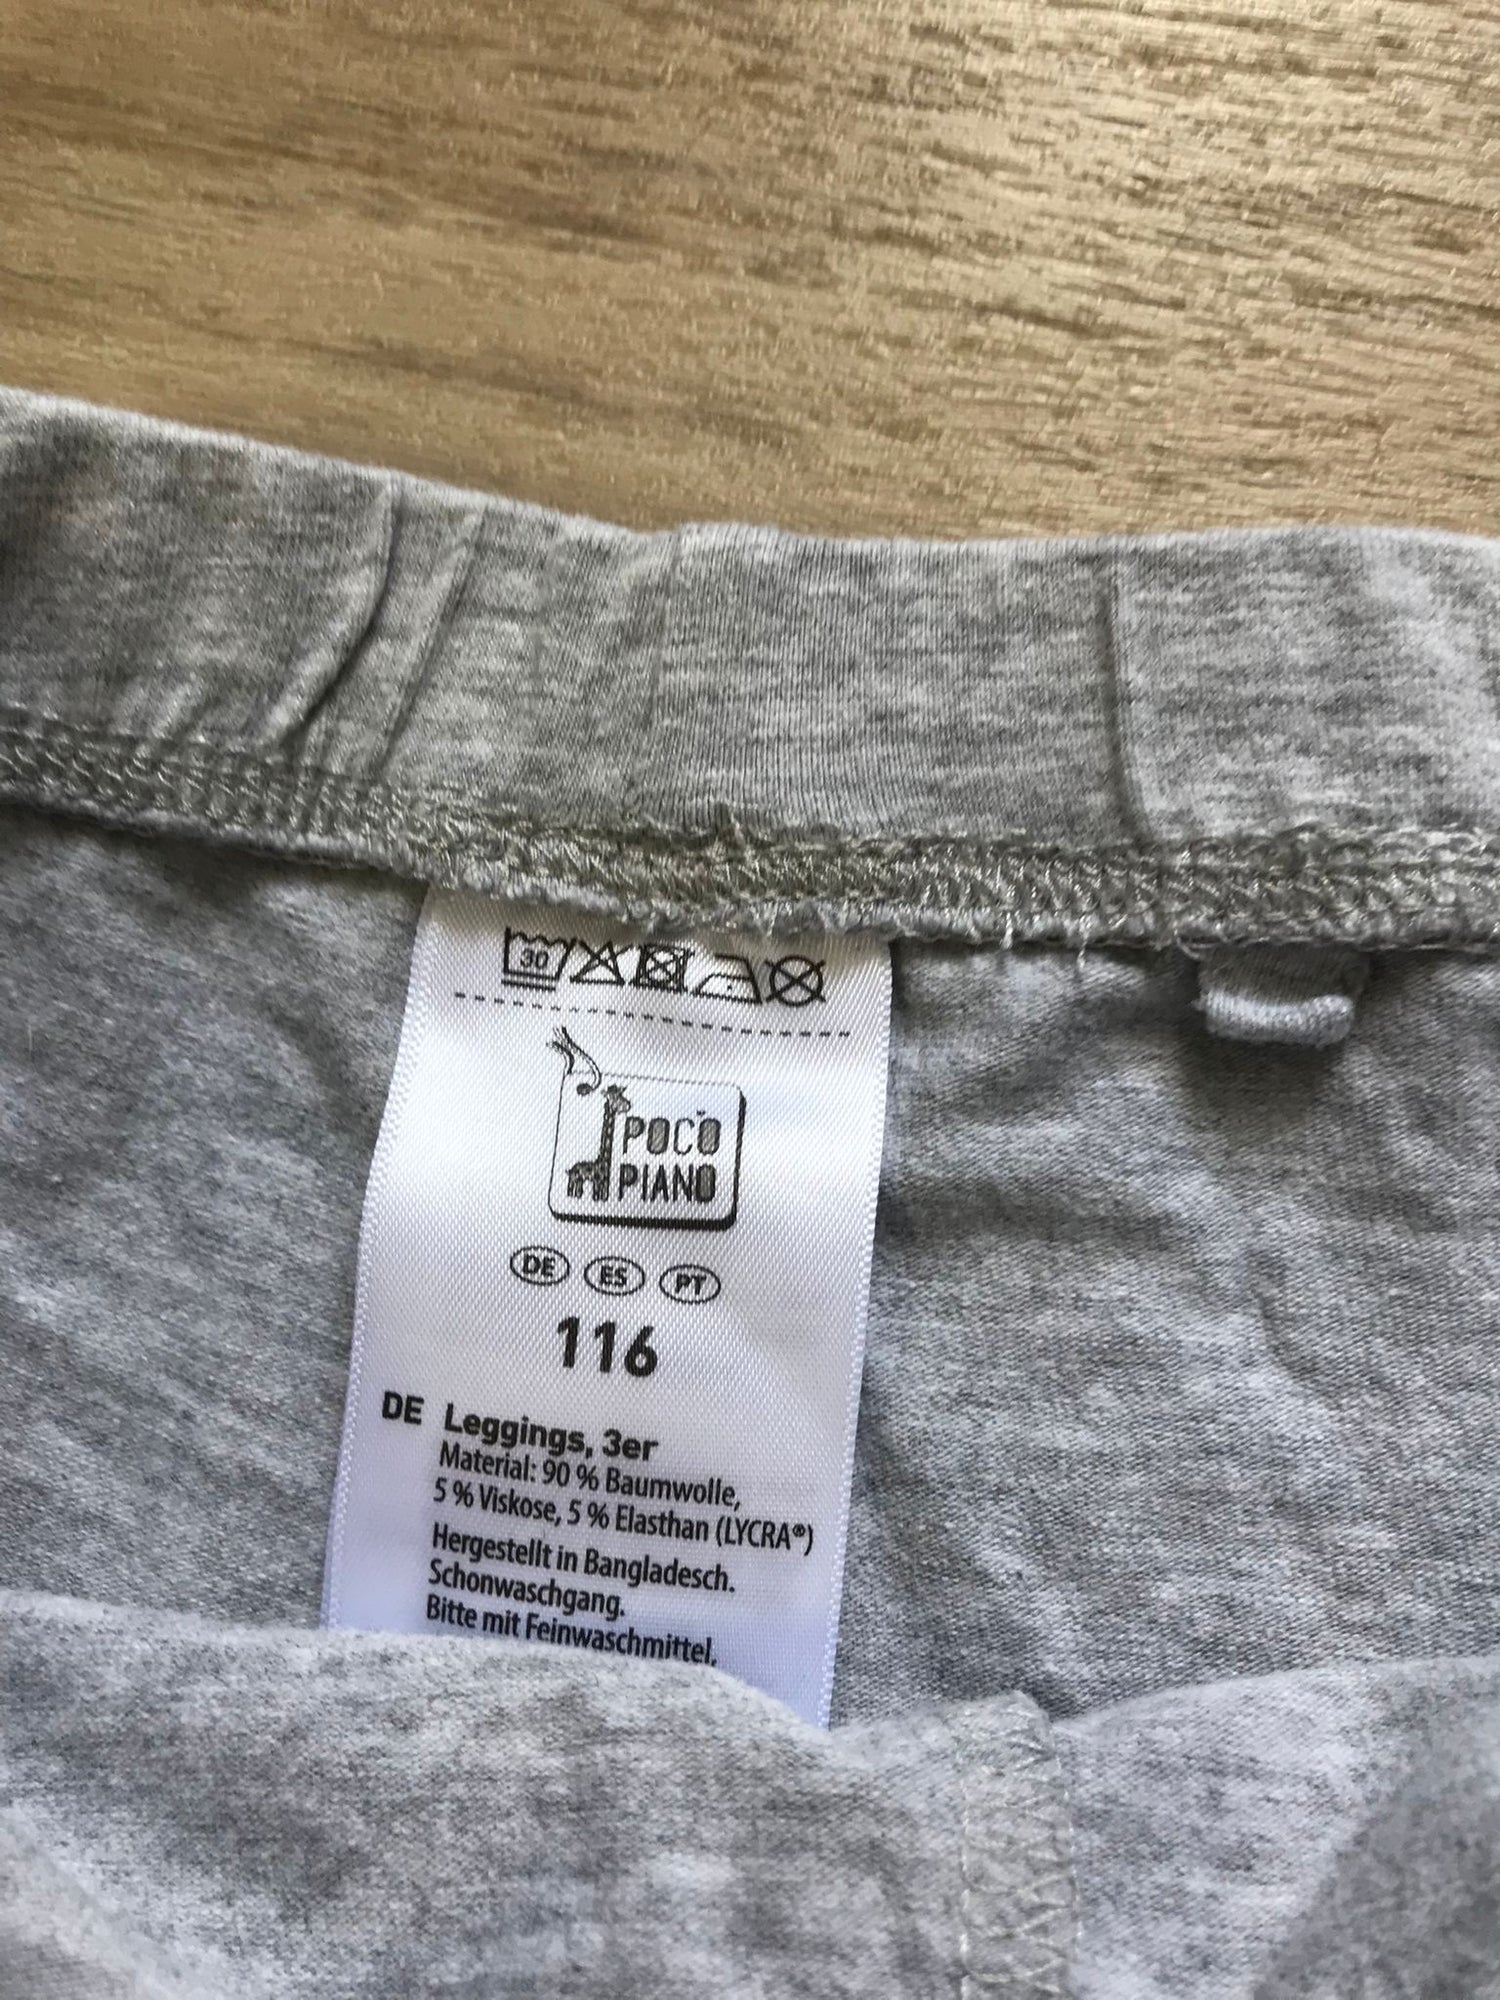 30
POCO
PIANO
DE ES PT
116
DE Leggings, 3er
Material: 90 % Baumwolle,
5 % Viskose, 5 % Elasthan (LYCRA®)
Hergestellt in Bangladesch.
Schonwaschgang.
Bitte mit Feinwaschmittel,